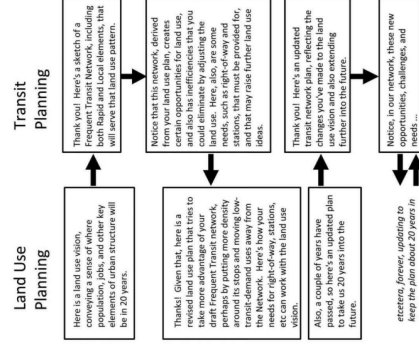 Land Use
Planning
Transit
Planning
Here is a land use vision,
conveying a sense of where
population, jobs, and other key
elements of urban structure will
be in 20 years.
Thank you! Here's a sketch of a
Frequent Transit Network, including
both Rapid and Local elements, that
will serve that land use pattern.
Notice that this network, derived
from your land use plan, creates
certain opportunities for land use,
and also has inefficiencies that you
could eliminate by adjusting the
land use. Here, also, are some
needs, such as right-of-way and
stations, that must be provided for,
and that may raise further land use
ideas.
Thanks! Given that, here is a
revised land use plan that tries to
take more advantage of your
draft Frequent Transit network,
perhaps by putting more density
around its stops and moving low-
transit-demand uses away from
the Network. Here's how your
needs for right-of-way, stations,
etc can work with the land use
vision.
Also, a couple of years have
passed, so here's an updated plan
to take us 20 years into the
future.
Thank you! Here's an updated
transit network plan, reflecting the
changes you've made to the land
use vision and also extending
further into the future.
Notice, in our network, these new
opportunities, challenges, and
needs ...
etcetera, forever, updating to
keep the plan about 20 years in